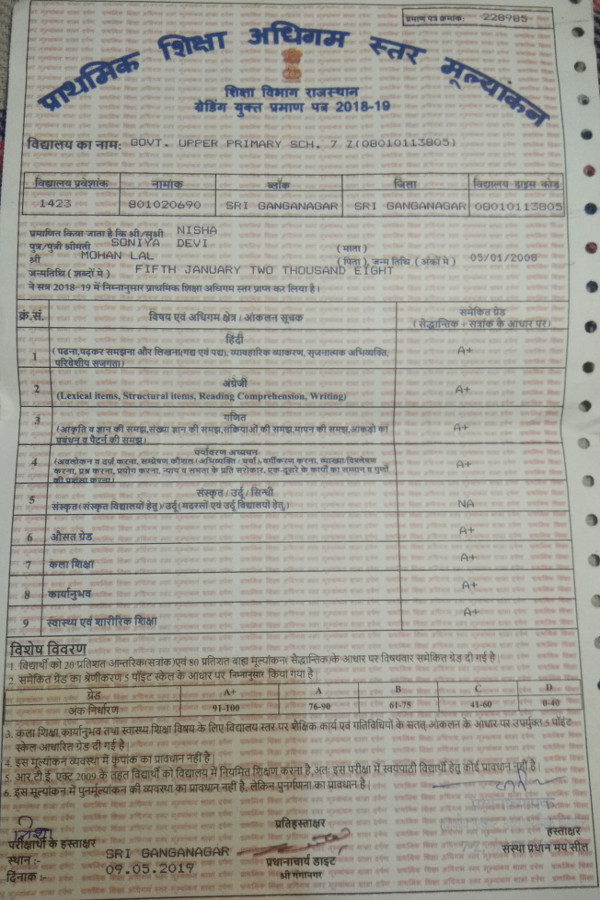 प्रमाण पत्र क्रमांक: 228985
प्राथमिक शिक्षा अधिगम स्तर मूल्यांकन
शिक्षा विभाग राजस्थान
ग्रेडिंग युक्त प्रमाण पत्र 2018-19
विद्यालय का नाम: GOVT. UPPER PRIMARY SCH. 7 Z(08010113805)
विद्यालय प्रवेशांक नामांक ब्लॉक जिला विद्यालय डाइस कोड
1423 801020690 SRI GANGANAGAR SRI GANGANAGAR 08010113805
प्रमाणित किया जाता है कि श्री/सुश्री NISHA
पुत्र/पुत्री श्रीमती SONIYA DEVI (माता)
श्री MOHAN LAL (पिता), जन्म तिथि (अंकों में) 05/01/2008
जन्मतिथि (शब्दों में) FIFTH JANUARY TWO THOUSAND EIGHT
ने सत्र 2018-19 में निम्नानुसार प्राथमिक शिक्षा अधिगम स्तर प्राप्त कर लिया है।
क्र.सं. विषय एवं अधिगम क्षेत्र / आंकलन सूचक समेकित ग्रेड
(सैद्धान्तिक + सत्रांक के आधार पर)
हिंदी
1 (पढना,पढ़कर समझना और लिखना(गद्य एवं पद्य), व्यावहारिक व्याकरण, सृजनात्मक अभिव्यक्ति, A+
परिवेशीय सजगता)
अंग्रेजी
2 (Lexical items, Structural items, Reading Comprehension, Writing) A+
गणित
3 (आकृति व स्थान की समझ,संख्या ज्ञान की समझ,संक्रियाओं की समझ,मापन की समझ,आंकड़ों का A+
प्रबंधन व पैटर्न की समझ)
पर्यावरण अध्ययन
4 (अवलोकन व दर्ज करना, सम्प्रेषण कौशल (अभिव्यक्ति / चर्चा), वर्गीकरण करना, व्याख्या/विश्लेषण A+
करना, प्रश्न करना, प्रयोग करना, न्याय व समता के प्रति सरोकार, एक-दूसरे के कार्यों का सम्मान व गुणों
की प्रशंसा करना)
संस्कृत / उर्दू / सिन्धी
5 संस्कृत(संस्कृत विद्यालयों हेतु)/उर्दू(मदरसों एवं उर्दू विद्यालयों हेतु) NA
6 औसत ग्रेड A+
7 कला शिक्षा A+
8 कार्यानुभव A+
9 स्वास्थ्य एवं शारीरिक शिक्षा A+
विशेष विवरण
1. विद्यार्थी को 20 प्रतिशत आन्तरिक(सत्रांक)एवं 80 प्रतिशत बाह्य मूल्यांकन( सैद्धान्तिक)के आधार पर विषयवार समेकित ग्रेड दी गई है|
2. समेकित ग्रेड का श्रेणीकरण 5 पॉइंट स्केल के आधार पर निम्नानुसार किया गया है|
ग्रेड A+ A B C D
अंक निर्धारण 91-100 76-90 61-75 41-60 0-40
3. कला शिक्षा,कार्यानुभव तथा स्वास्थ्य शिक्षा विषय के लिए विद्यालय स्तर पर शैक्षिक कार्य एवं गतिविधियों के सतत् आंकलन के आधार पर उपर्युक्त 5 पॉइंट
स्केल आधारित ग्रेड दी गई है|
4. इस मूल्यांकन व्यवस्था में कृपांक का प्रावधान नहीं है|
5. आर.टी.ई. एक्ट 2009 के तहत विद्यार्थी को विद्यालय में नियमित शिक्षण करना है,अतः इस परीक्षा में स्वयंपाठी विद्यार्थी हेतु कोई प्रावधान नहीं है|
6. इस मूल्यांकन में पुनर्मूल्यांकन की व्यवस्था का प्रावधान नहीं है, लेकिन पुनर्गणना का प्रावधान है|
निशा
प्रतिहस्ताक्षर
परीक्षार्थी के हस्ताक्षर हस्ताक्षर
स्थान :- SRI GANGANAGAR प्रधानाचार्य डाइट संस्था प्रधान मय सील
दिनांक :- 09.05.2019 श्री गंगानगर